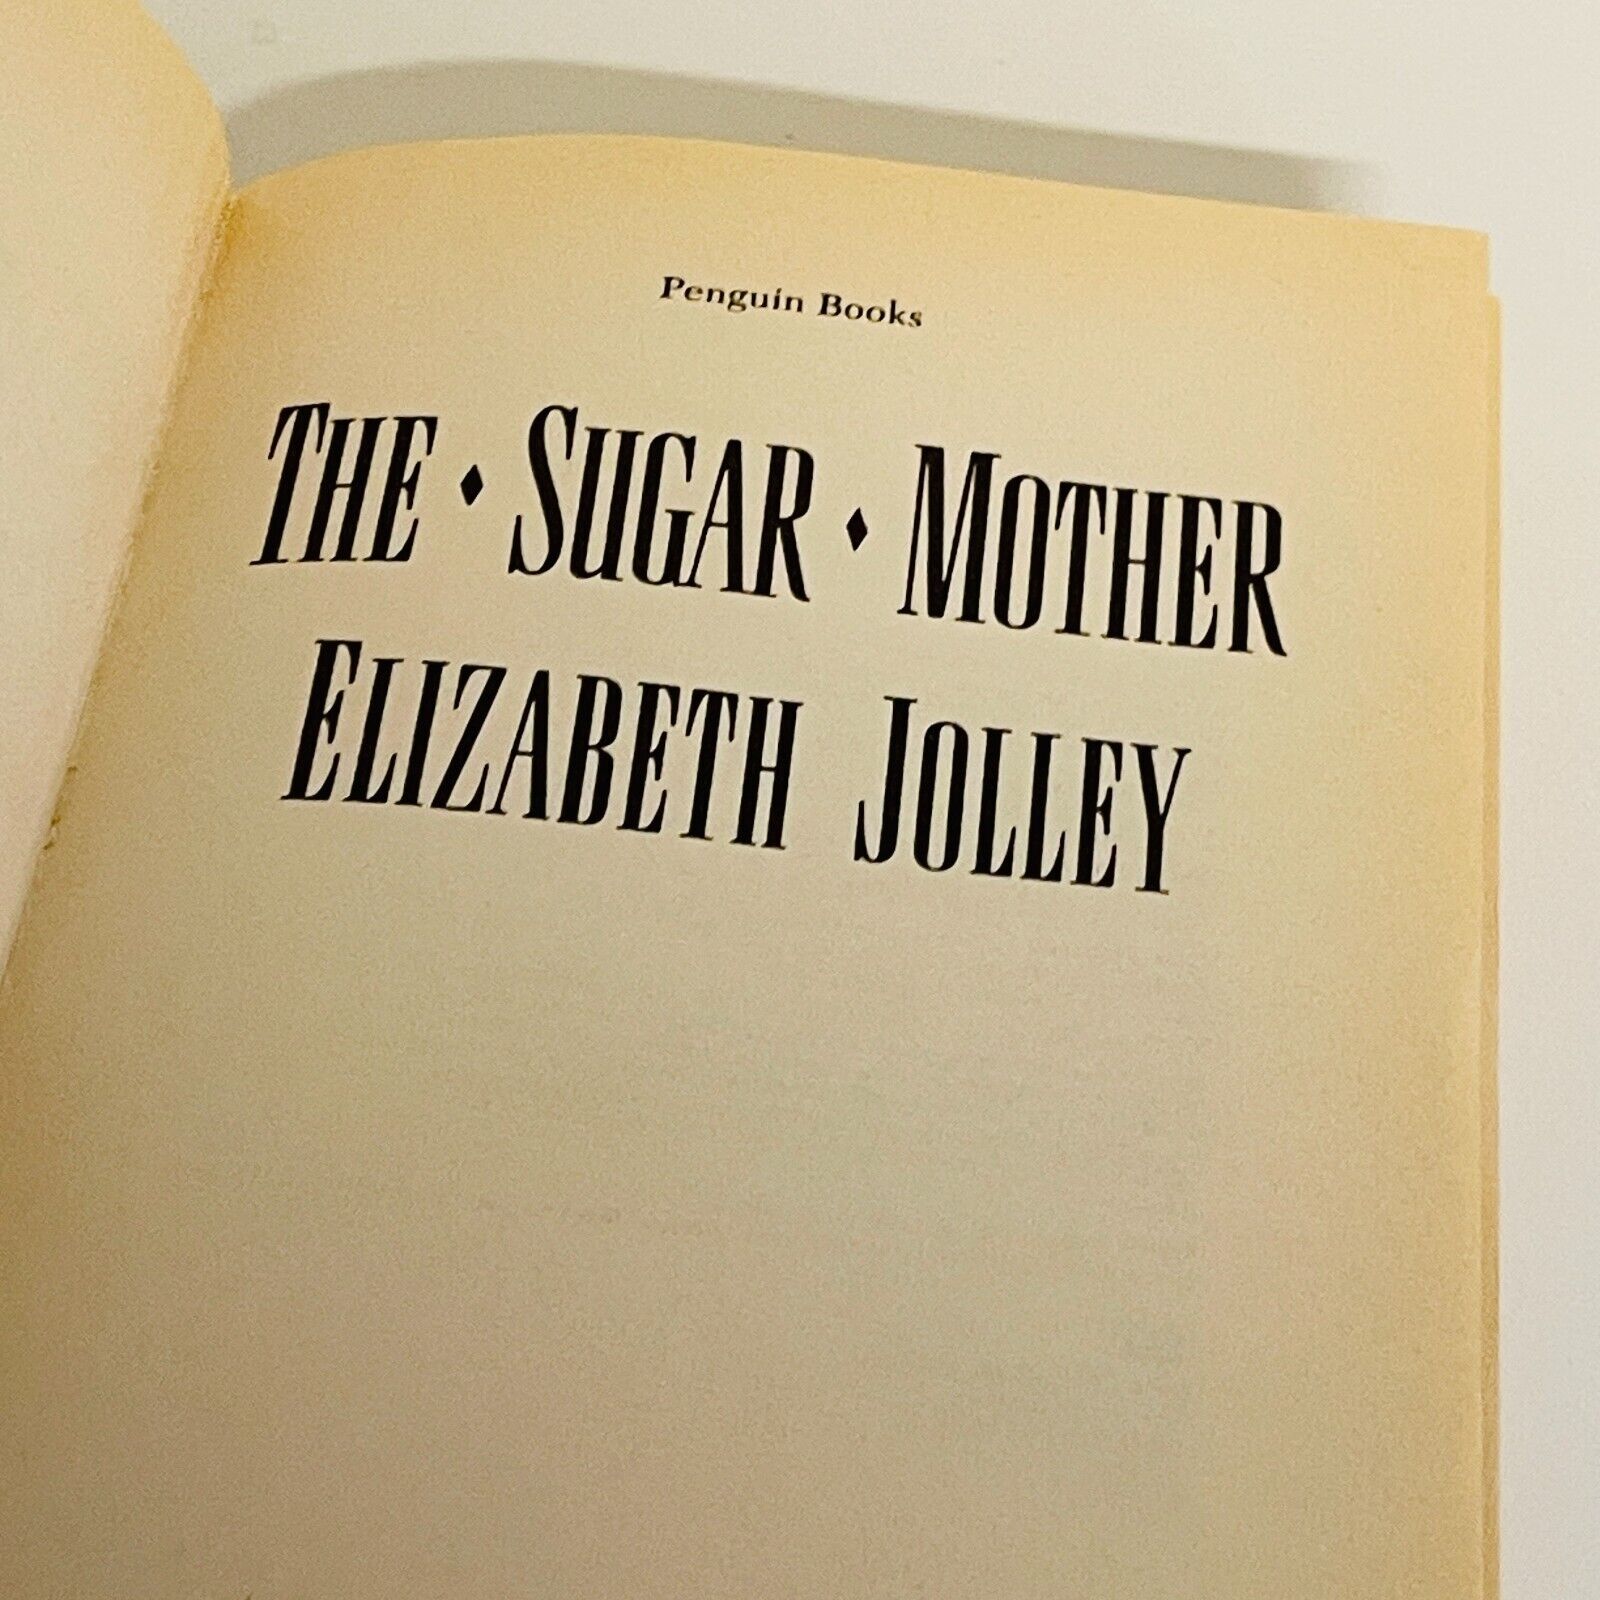 Penguin Books
THE ♦ SUGAR ♦ MOTHER
ELIZABETH JOLLEY